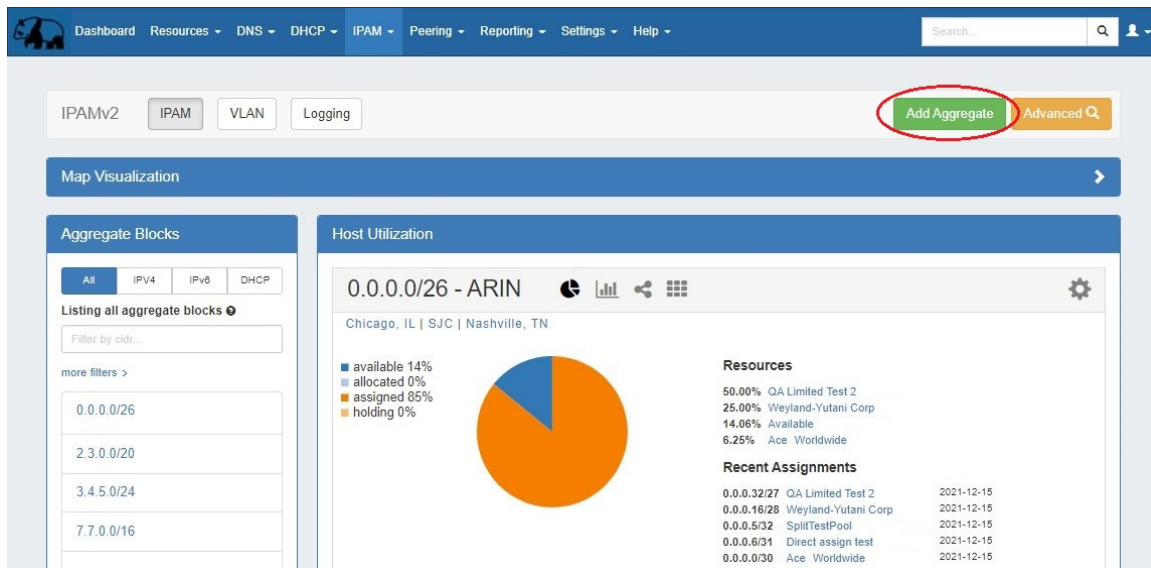 Dashboard Resources DNS DHCP IPAM Peering Reporting Settings Help Search...
IPAMv2 IPAM VLAN Logging Add Aggregate Advanced
Map Visualization
Aggregate Blocks
All IPV4 IPv6 DHCP
Listing all aggregate blocks
Filter by cidr...
more filters >
0.0.0.0/26
2.3.0.0/20
3.4.5.0/24
7.7.0.0/16
Host Utilization
0.0.0.0/26 - ARIN
Chicago, IL | SJC | Nashville, TN
available 14%
allocated 0%
assigned 85%
holding 0%
Resources
50.00% QA Limited Test 2
25.00% Weyland-Yutani Corp
14.06% Available
6.25% Ace Worldwide
Recent Assignments
0.0.0.32/27 QA Limited Test 2 2021-12-15
0.0.0.16/28 Weyland-Yutani Corp 2021-12-15
0.0.0.5/32 SplitTestPool 2021-12-15
0.0.0.6/31 Direct assign test 2021-12-15
0.0.0.0/30 Ace Worldwide 2021-12-15